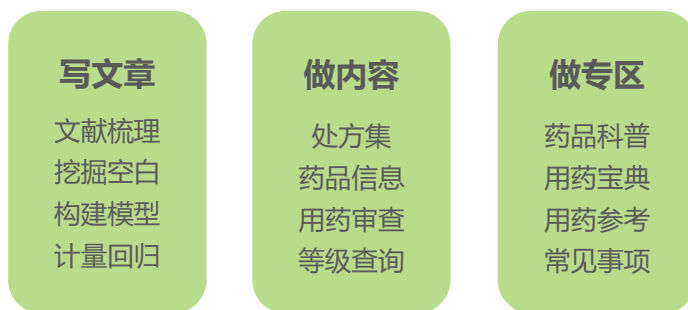 写文章
文献梳理
挖掘空白
构建模型
计量回归
做内容
处方集
药品信息
用药审查
等级查询
做专区
药品科普
用药宝典
用药参考
常见事项